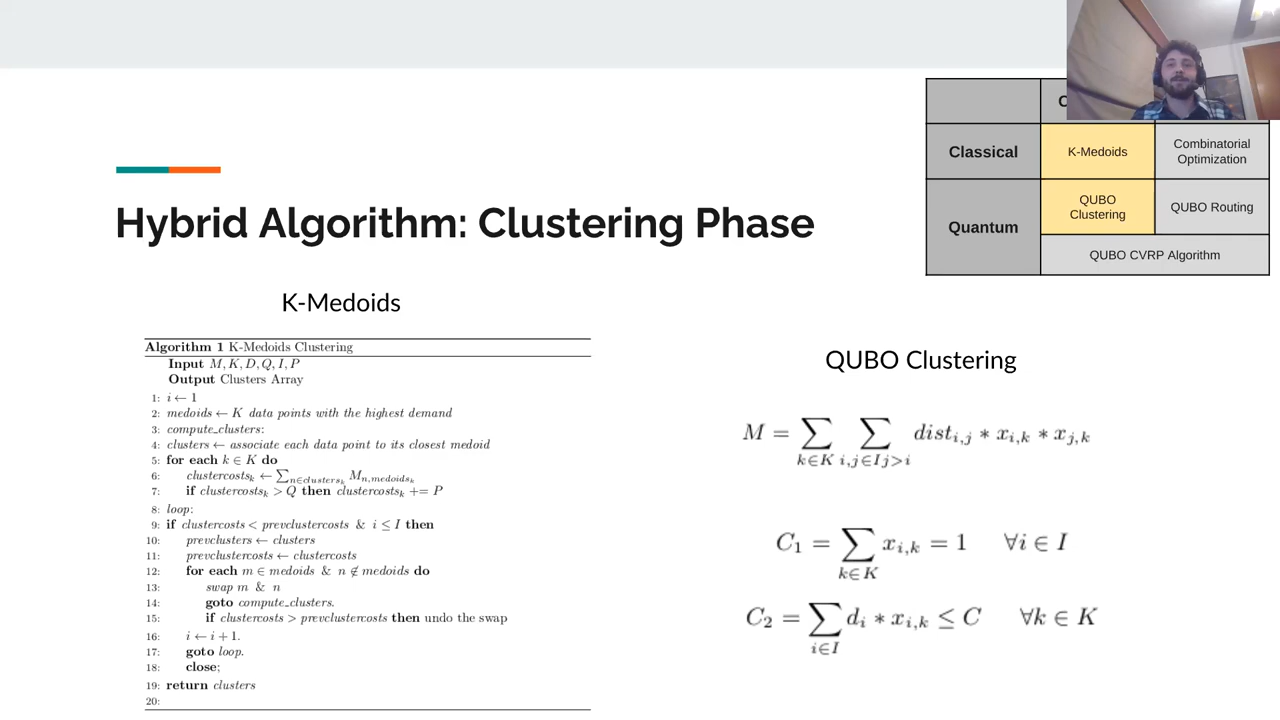 Classical
K-Medoids
Combinatorial
Optimization
Quantum
QUBO
Clustering
QUBO Routing
QUBO CVRP Algorithm
Hybrid Algorithm: Clustering Phase
K-Medoids
Algorithm 1 K-Medoids Clustering
Input M, K, D, Q, I, P
Output Clusters Array
1: i ← 1
2: medoids ← K data points with the highest demand
3: compute_clusters:
4: clusters ← associate each data point to its closest medoid
5: for each k ∈ K do
6: clustercosts_k ← ∑_{n∈clusters_k} M_{n,medoids_k}
7: if clustercosts_k > Q then clustercosts_k += P
8: loop:
9: if clustercosts < prevclustercosts & i ≤ I then
10: prevclusters ← clusters
11: prevclustercosts ← clustercosts
12: for each m ∈ medoids & n ∉ medoids do
13: swap m & n
14: goto compute_clusters.
15: if clustercosts > prevclustercosts then undo the swap
16: i ← i + 1.
17: goto loop.
18: close;
19: return clusters
20:
QUBO Clustering
M = ∑_{k∈K} ∑_{i,j∈Ij>i} dist_{i,j} * x_{i,k} * x_{j,k}
C_1 = ∑_{k∈K} x_{i,k} = 1 ∀i ∈ I
C_2 = ∑_{i∈I} d_i * x_{i,k} ≤ C ∀k ∈ K